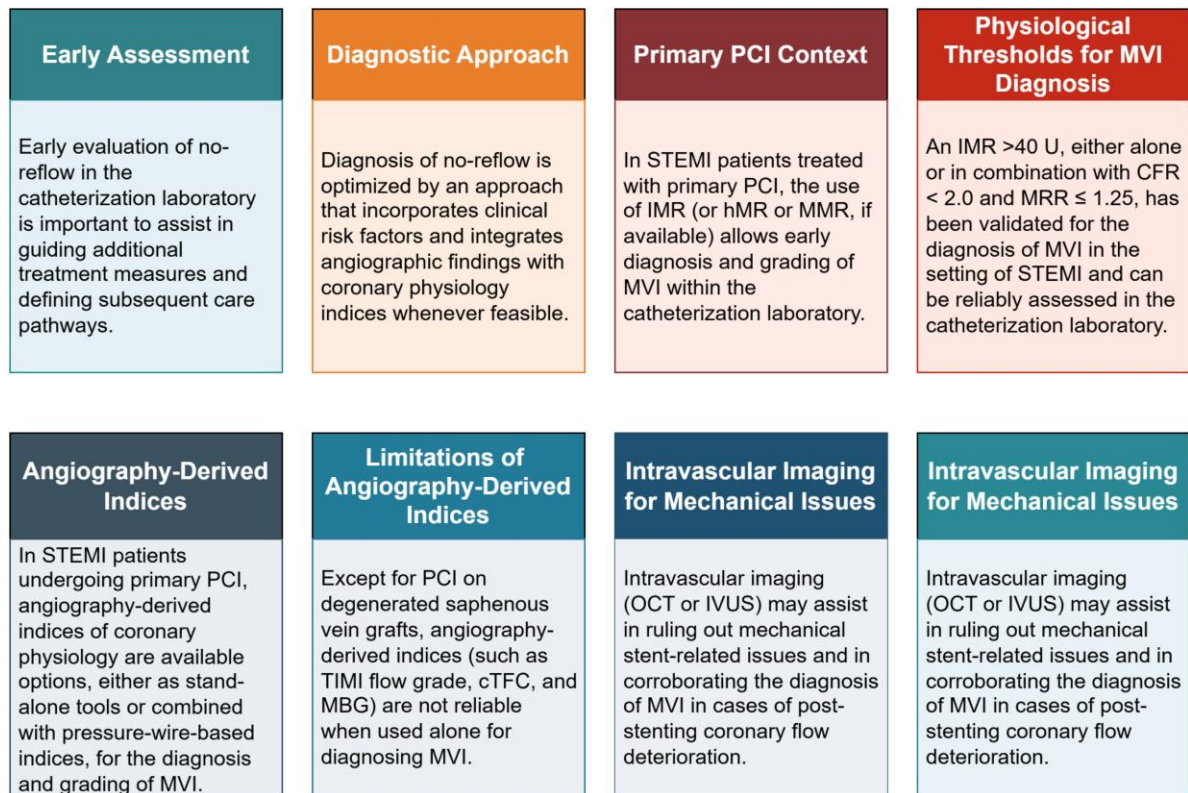 Early Assessment
Early evaluation of no-
reflow in the
catheterization laboratory
is important to assist in
guiding additional
treatment measures and
defining subsequent care
pathways.
Diagnostic Approach
Diagnosis of no-reflow is
optimized by an approach
that incorporates clinical
risk factors and integrates
angiographic findings with
coronary physiology
indices whenever feasible.
Primary PCI Context
In STEMI patients treated
with primary PCI, the use
of IMR (or hMR or MMR, if
available) allows early
diagnosis and grading of
MVI within the
catheterization laboratory.
Physiological
Thresholds for MVI
Diagnosis
An IMR >40 U, either alone
or in combination with CFR
< 2.0 and MRR ≤ 1.25, has
been validated for the
diagnosis of MVI in the
setting of STEMI and can
be reliably assessed in the
catheterization laboratory.
Angiography-Derived
Indices
In STEMI patients
undergoing primary PCI,
angiography-derived
indices of coronary
physiology are available
options, either as stand-
alone tools or combined
with pressure-wire-based
indices, for the diagnosis
and grading of MVI.
Limitations of
Angiography-Derived
Indices
Except for PCI on
degenerated saphenous
vein grafts, angiography-
derived indices (such as
TIMI flow grade, cTFC, and
MBG) are not reliable
when used alone for
diagnosing MVI.
Intravascular Imaging
for Mechanical Issues
Intravascular imaging
(OCT or IVUS) may assist
in ruling out mechanical
stent-related issues and in
corroborating the diagnosis
of MVI in cases of post-
stenting coronary flow
deterioration.
Intravascular Imaging
for Mechanical Issues
Intravascular imaging
(OCT or IVUS) may assist
in ruling out mechanical
stent-related issues and in
corroborating the diagnosis
of MVI in cases of post-
stenting coronary flow
deterioration.